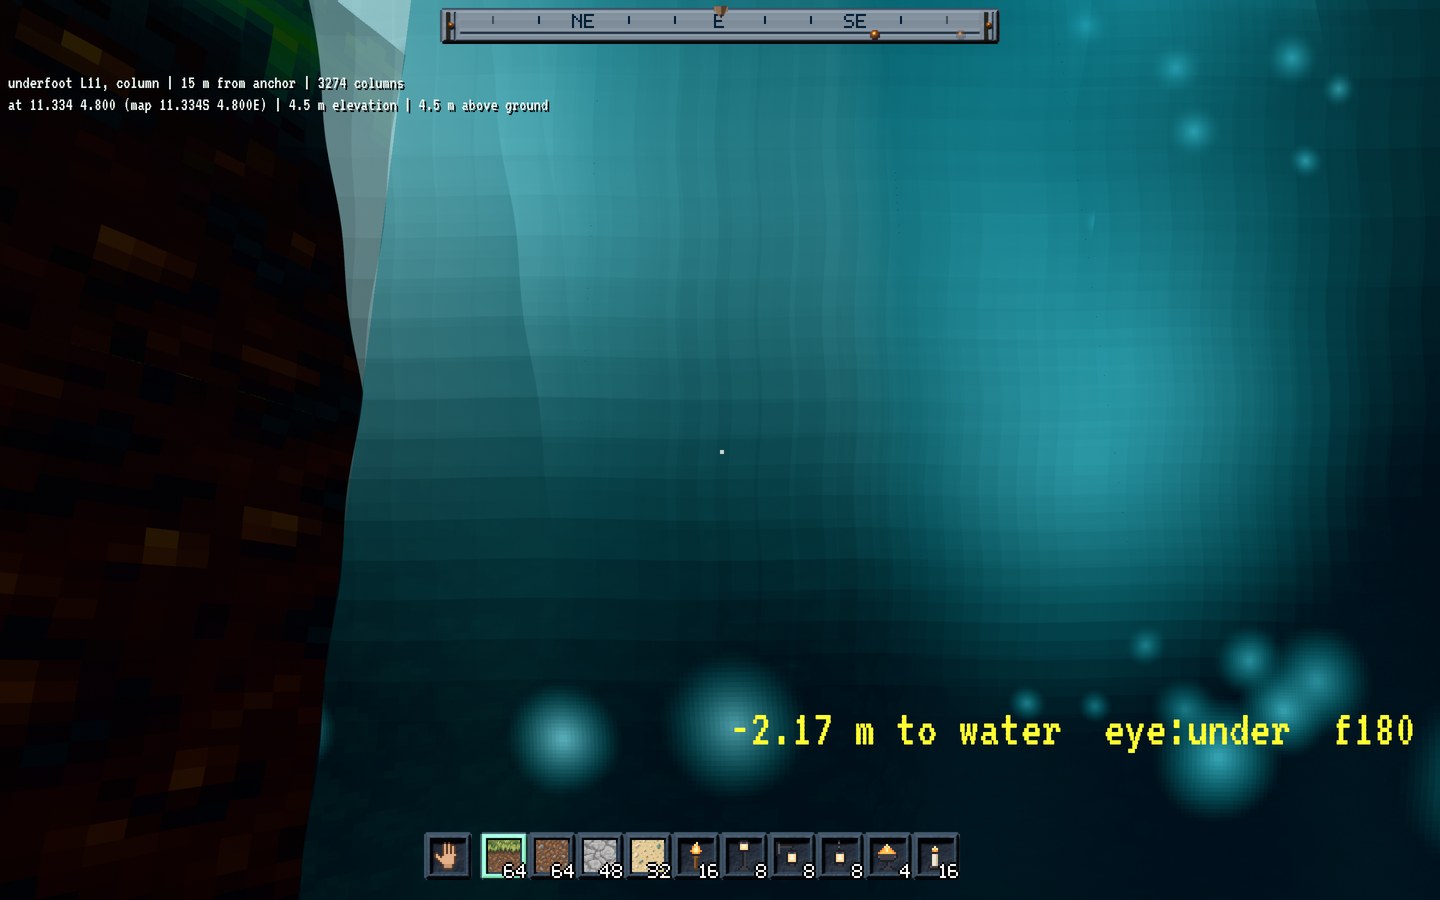 NE E SE
underfoot L11, column | 15 m from anchor | 3274 columns
at 11.334 4.800 (map 11.334S 4.800E) | 4.5 m elevation | 4.5 m above ground
-2.17 m to water eye:under f180
64 64 48 32 16 8 8 8 4 16